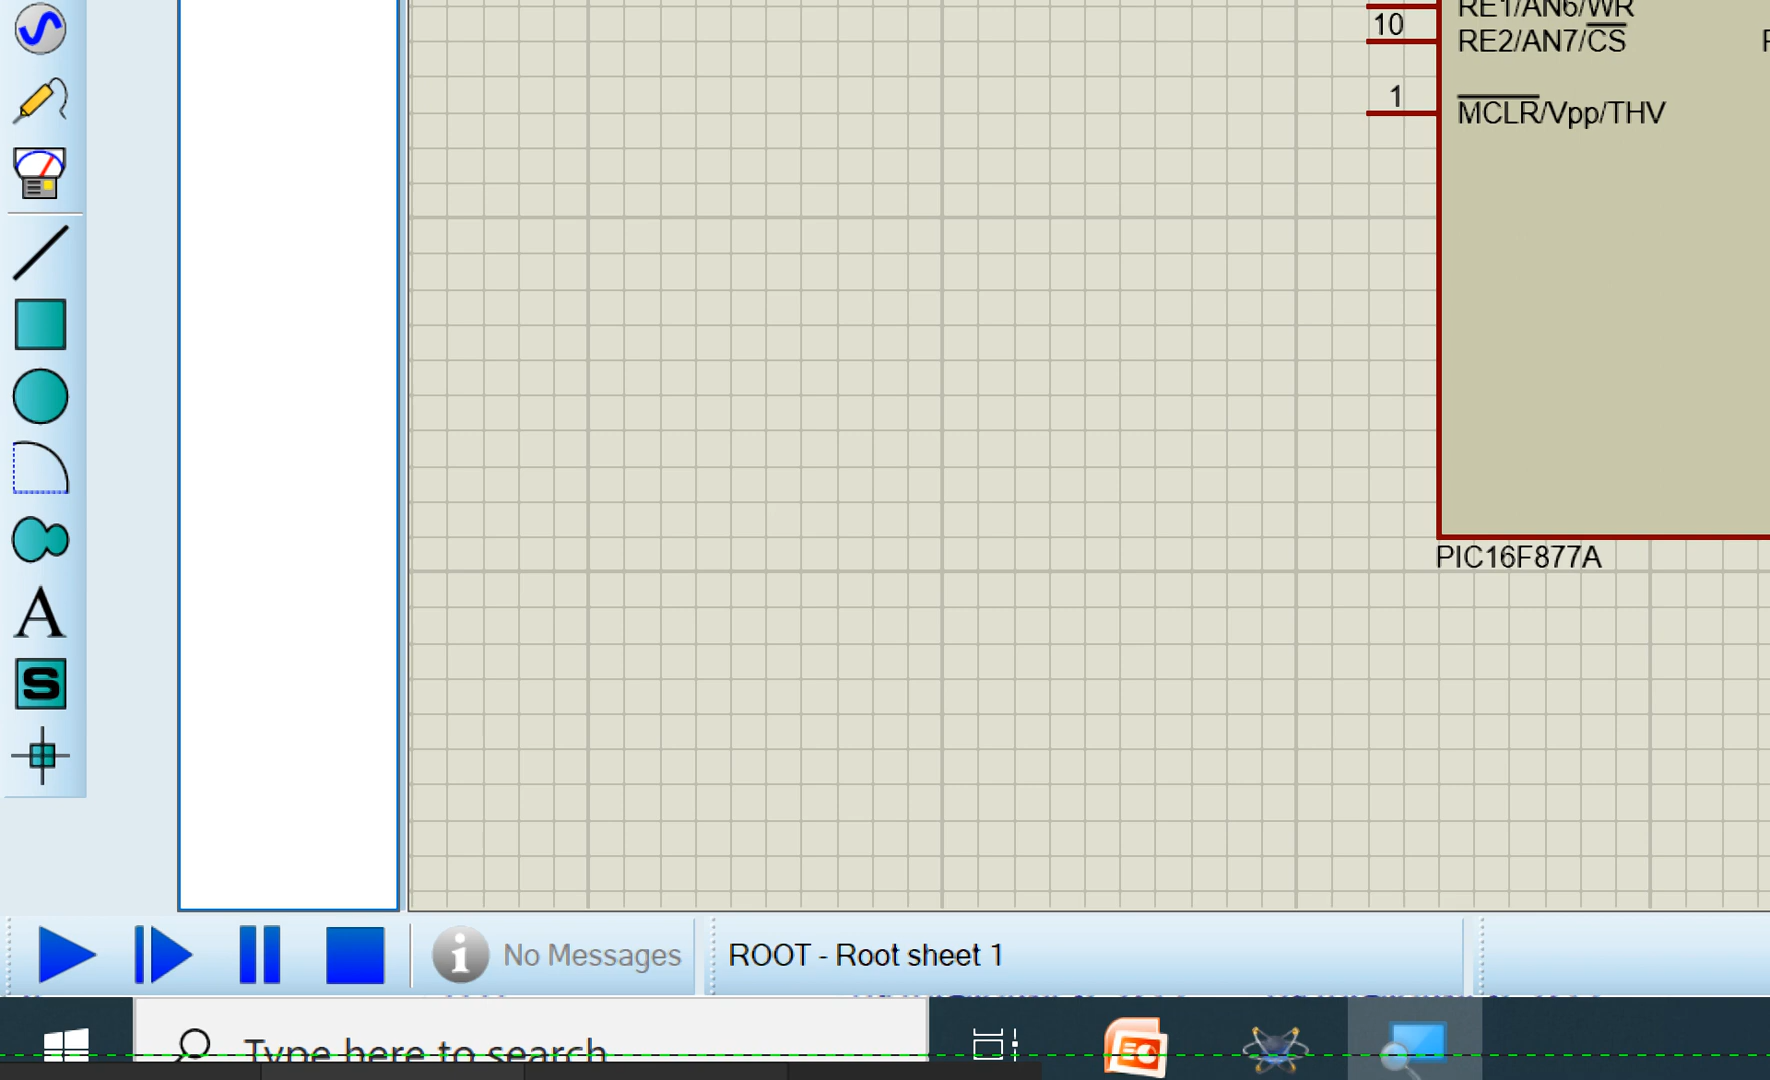 RE1/AN6/WR
10
RE2/AN7/CS
1
MCLR/Vpp/THV
PIC16F877A
A
S
No Messages
ROOT - Root sheet 1
Type here to search